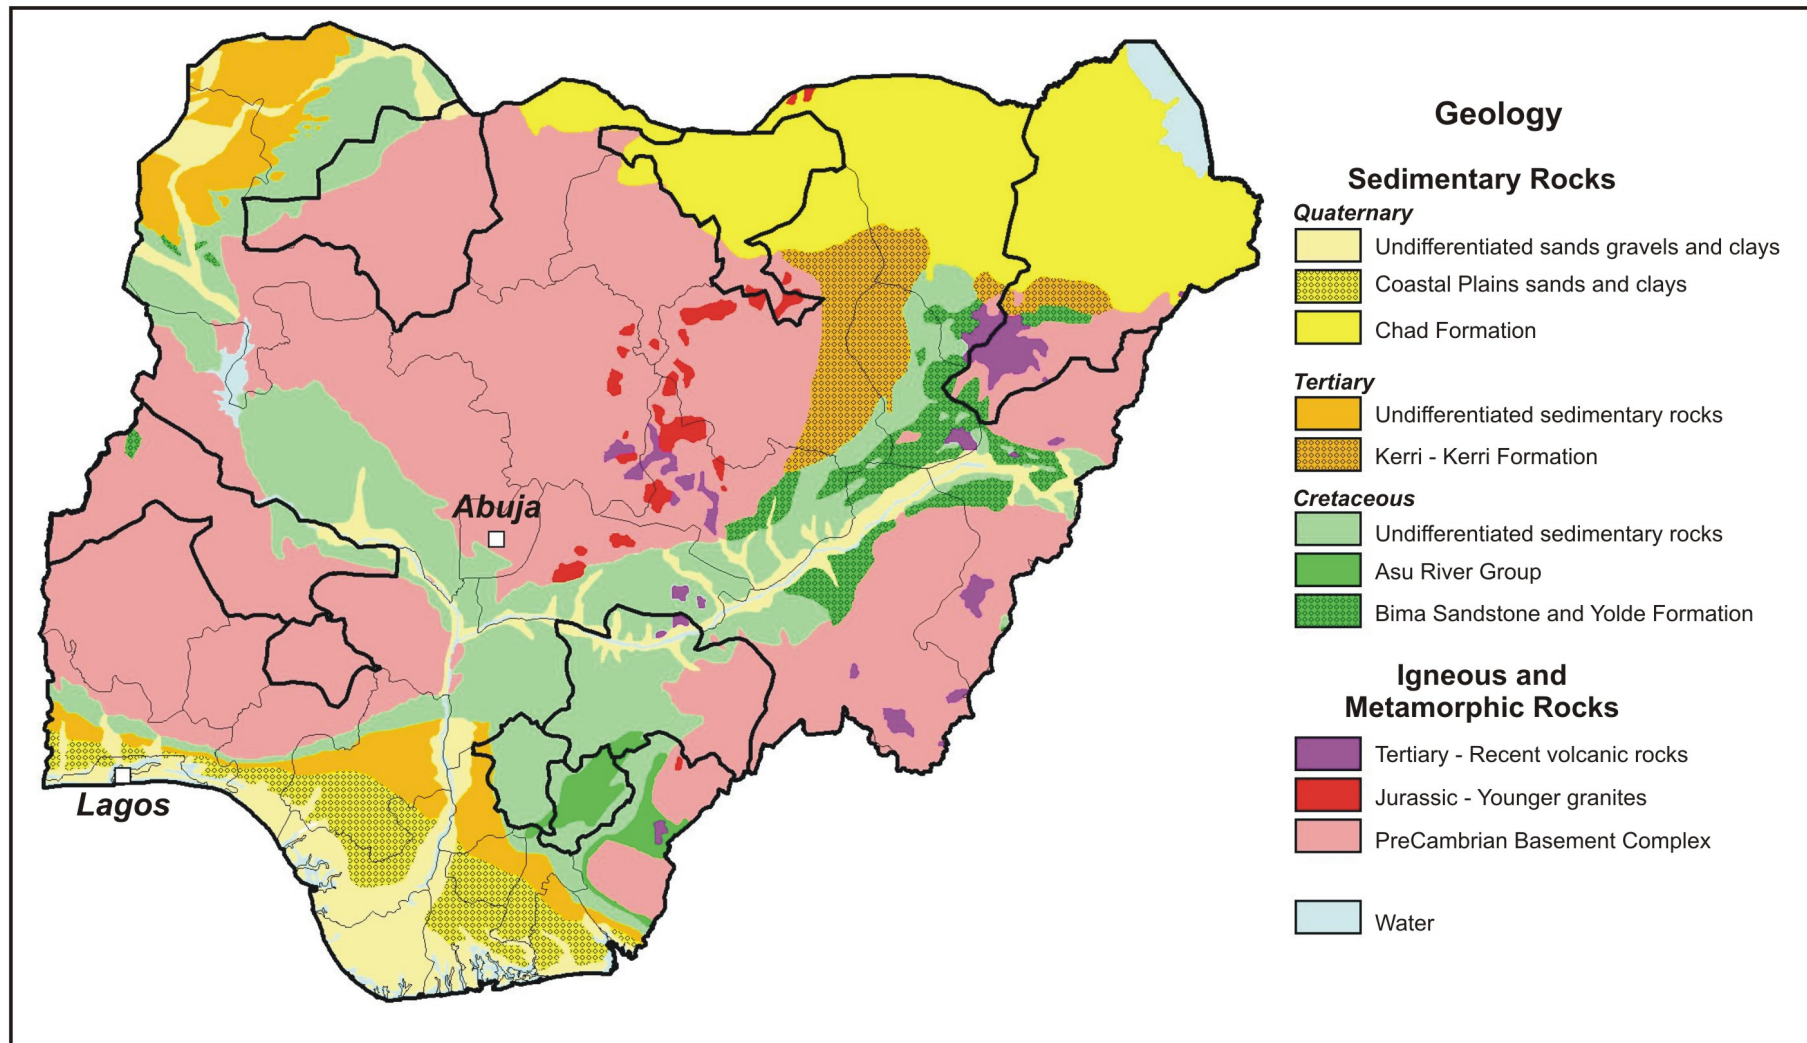 Geology
Sedimentary Rocks
Quaternary
Undifferentiated sands gravels and clays
Coastal Plains sands and clays
Chad Formation
Tertiary
Undifferentiated sedimentary rocks
Kerri - Kerri Formation
Cretaceous
Undifferentiated sedimentary rocks
Asu River Group
Bima Sandstone and Yolde Formation
Igneous and
Metamorphic Rocks
Tertiary - Recent volcanic rocks
Jurassic - Younger granites
PreCambrian Basement Complex
Water
Abuja
Lagos